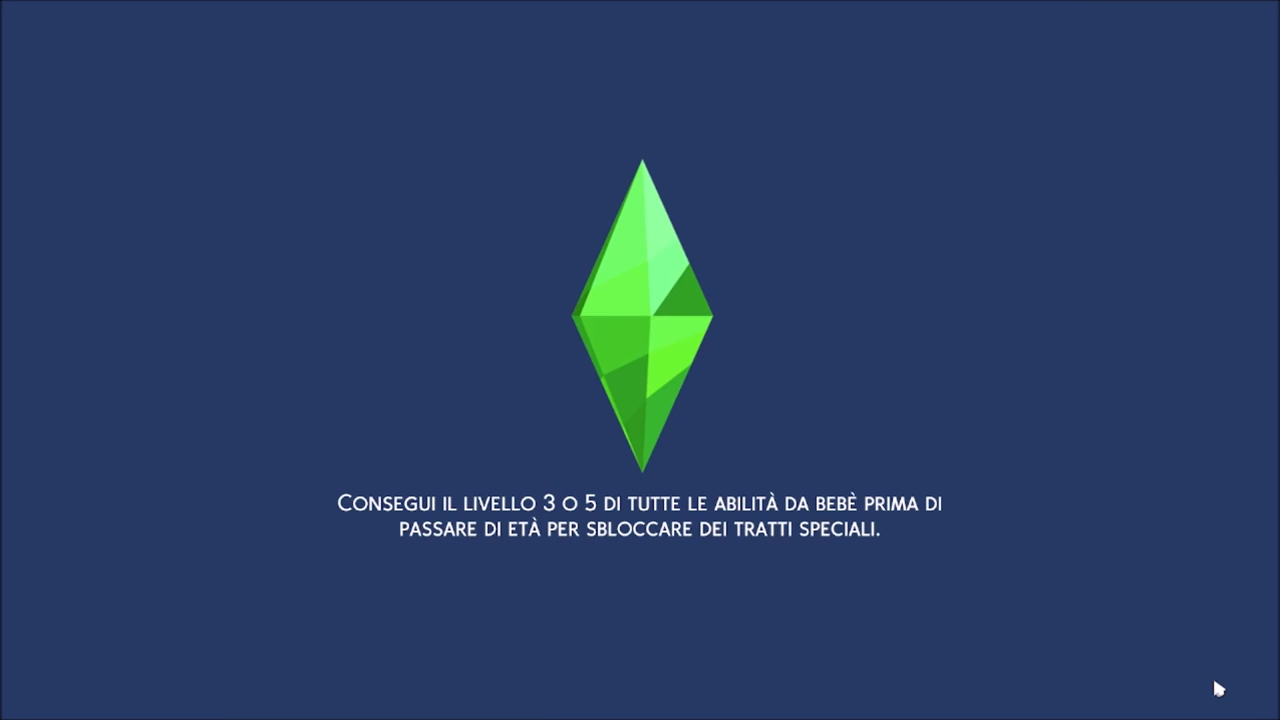 Consegui il livello 3 o 5 di tutte le abilità da bebè prima di
passare di età per sbloccare dei tratti speciali.